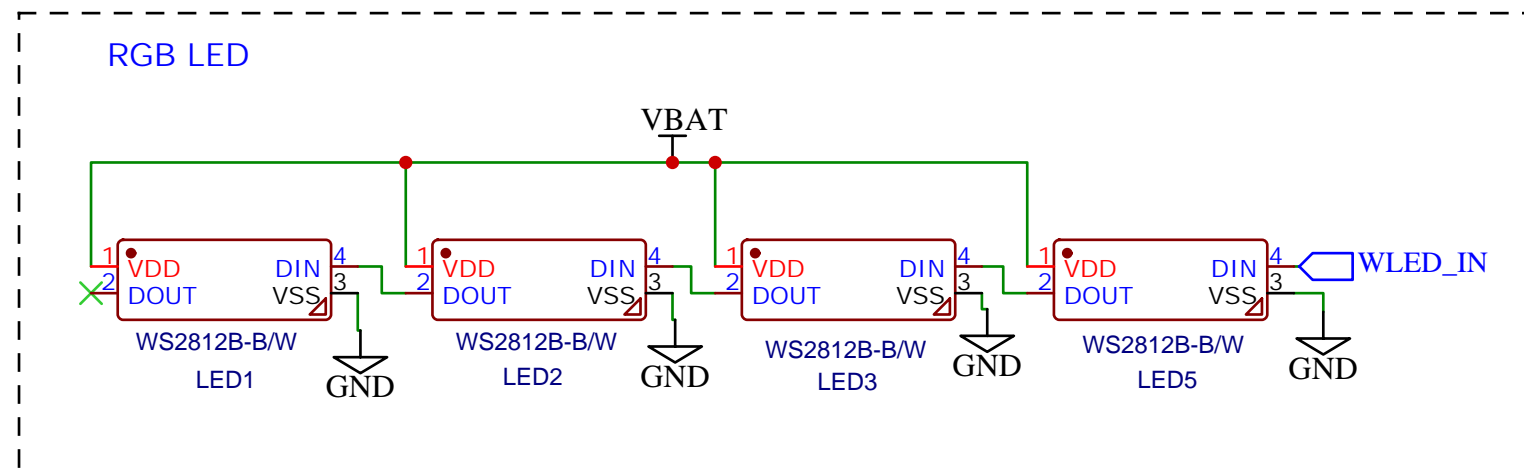 RGB LED
VBAT
1 VDD DIN 4
2 DOUT VSS 3
WS2812B-B/W
LED1
GND
1 VDD DIN 4
2 DOUT VSS 3
WS2812B-B/W
LED2
GND
1 VDD DIN 4
2 DOUT VSS 3
WS2812B-B/W
LED3
GND
1 VDD DIN 4
2 DOUT VSS 3
WS2812B-B/W
LED5
GND
WLED_IN